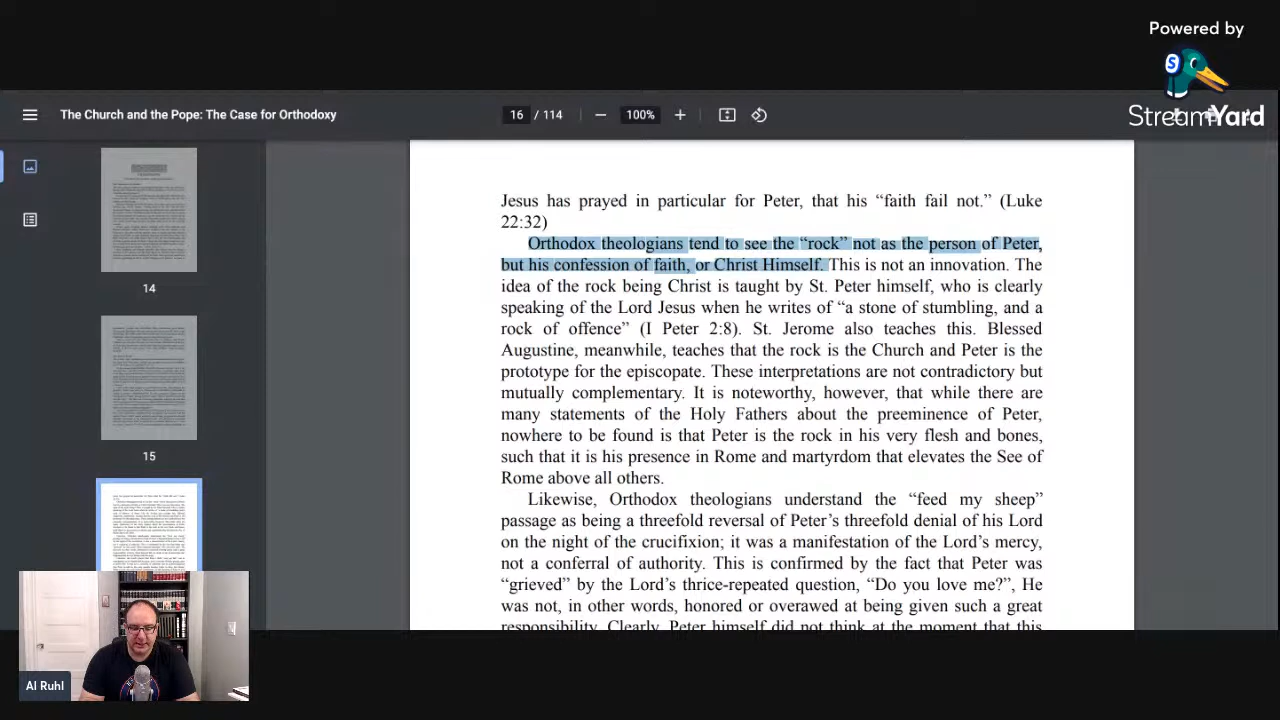 Powered by
StreamYard
The Church and the Pope: The Case for Orthodoxy
16 / 114
100%
14
15
Jesus has prayed in particular for Peter, that his “faith fail not.” (Luke
22:32)
Orthodox theologians tend to see the “rock” not as the person of Peter,
but his confession of faith, or Christ Himself. This is not an innovation. The
idea of the rock being Christ is taught by St. Peter himself, who is clearly
speaking of the Lord Jesus when he writes of “a stone of stumbling, and a
rock of offence” (I Peter 2:8). St. Jerome also teaches this. Blessed
Augustine, meanwhile, teaches that the rock is the Church and Peter is the
prototype for the episcopate. These interpretations are not contradictory but
mutually complementary. It is noteworthy, however, that while there are
many statements of the Holy Fathers about the preeminence of Peter,
nowhere to be found is that Peter is the rock in his very flesh and bones,
such that it is his presence in Rome and martyrdom that elevates the See of
Rome above all others.
Likewise, Orthodox theologians understand the “feed my sheep”
passage as being a threefold reversal of Peter’s threefold denial of his Lord
on the night of the crucifixion; it was a manifestation of the Lord’s mercy,
not a conferral of authority. This is confirmed by the fact that Peter was
“grieved” by the Lord’s thrice-repeated question, “Do you love me?”, He
was not, in other words, honored or overawed at being given such a great
responsibility. Clearly, Peter himself did not think at the moment that this
Al Ruhl